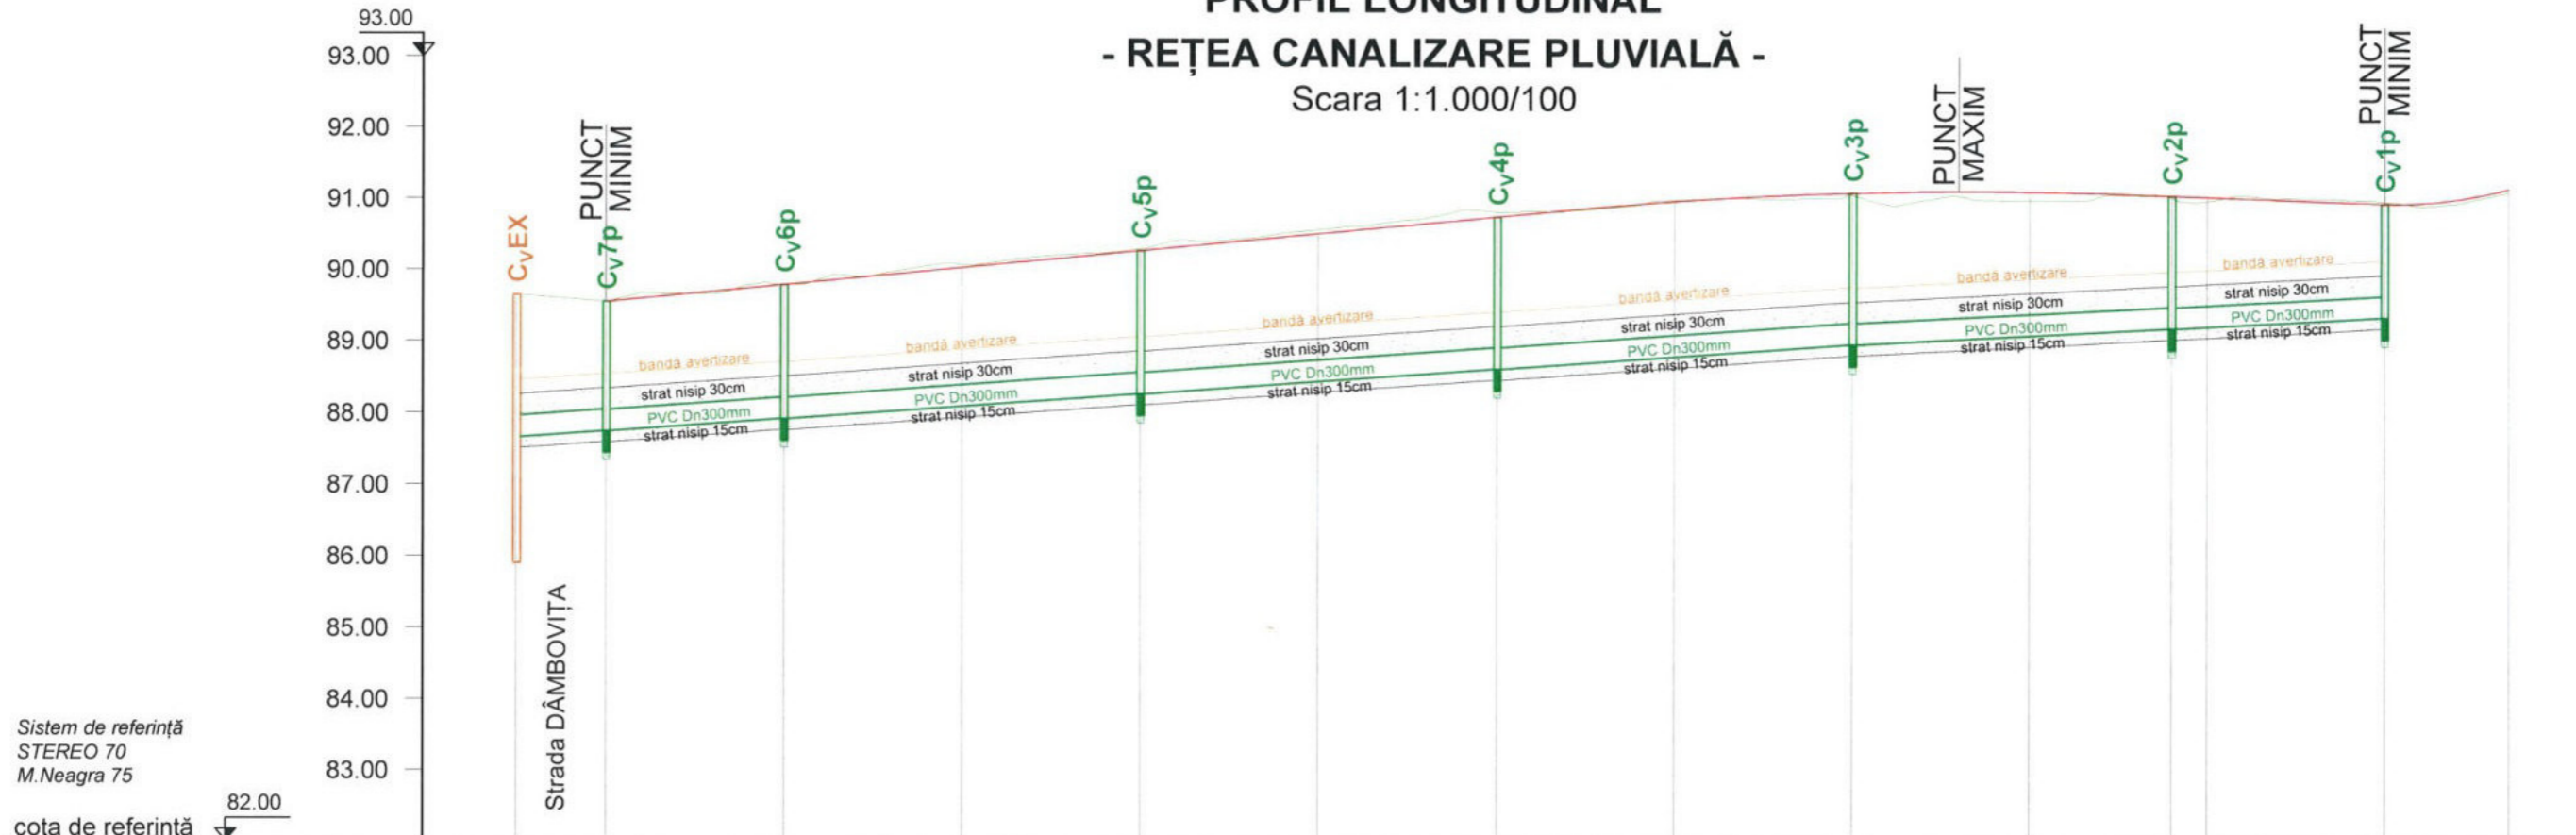 PROFIL LONGITUDINAL
- REȚEA CANALIZARE PLUVIALĂ -
Scara 1:1.000/100
93.00
93.00
92.00
91.00
90.00
89.00
88.00
87.00
86.00
85.00
84.00
83.00
82.00
Sistem de referință
STEREO 70
M.Neagra 75
cota de referință
CvEX
Strada DÂMBOVIȚA
PUNCT
MINIM
Cv7p
Cv6p
Cv5p
Cv4p
Cv3p
PUNCT
MAXIM
Cv2p
PUNCT
MINIM
Cv1p
bandă avertizare
strat nisip 30cm
PVC Dn300mm
strat nisip 15cm
bandă avertizare
strat nisip 30cm
PVC Dn300mm
strat nisip 15cm
bandă avertizare
strat nisip 30cm
PVC Dn300mm
strat nisip 15cm
bandă avertizare
strat nisip 30cm
PVC Dn300mm
strat nisip 15cm
bandă avertizare
strat nisip 30cm
PVC Dn300mm
strat nisip 15cm
bandă avertizare
strat nisip 30cm
PVC Dn300mm
strat nisip 15cm